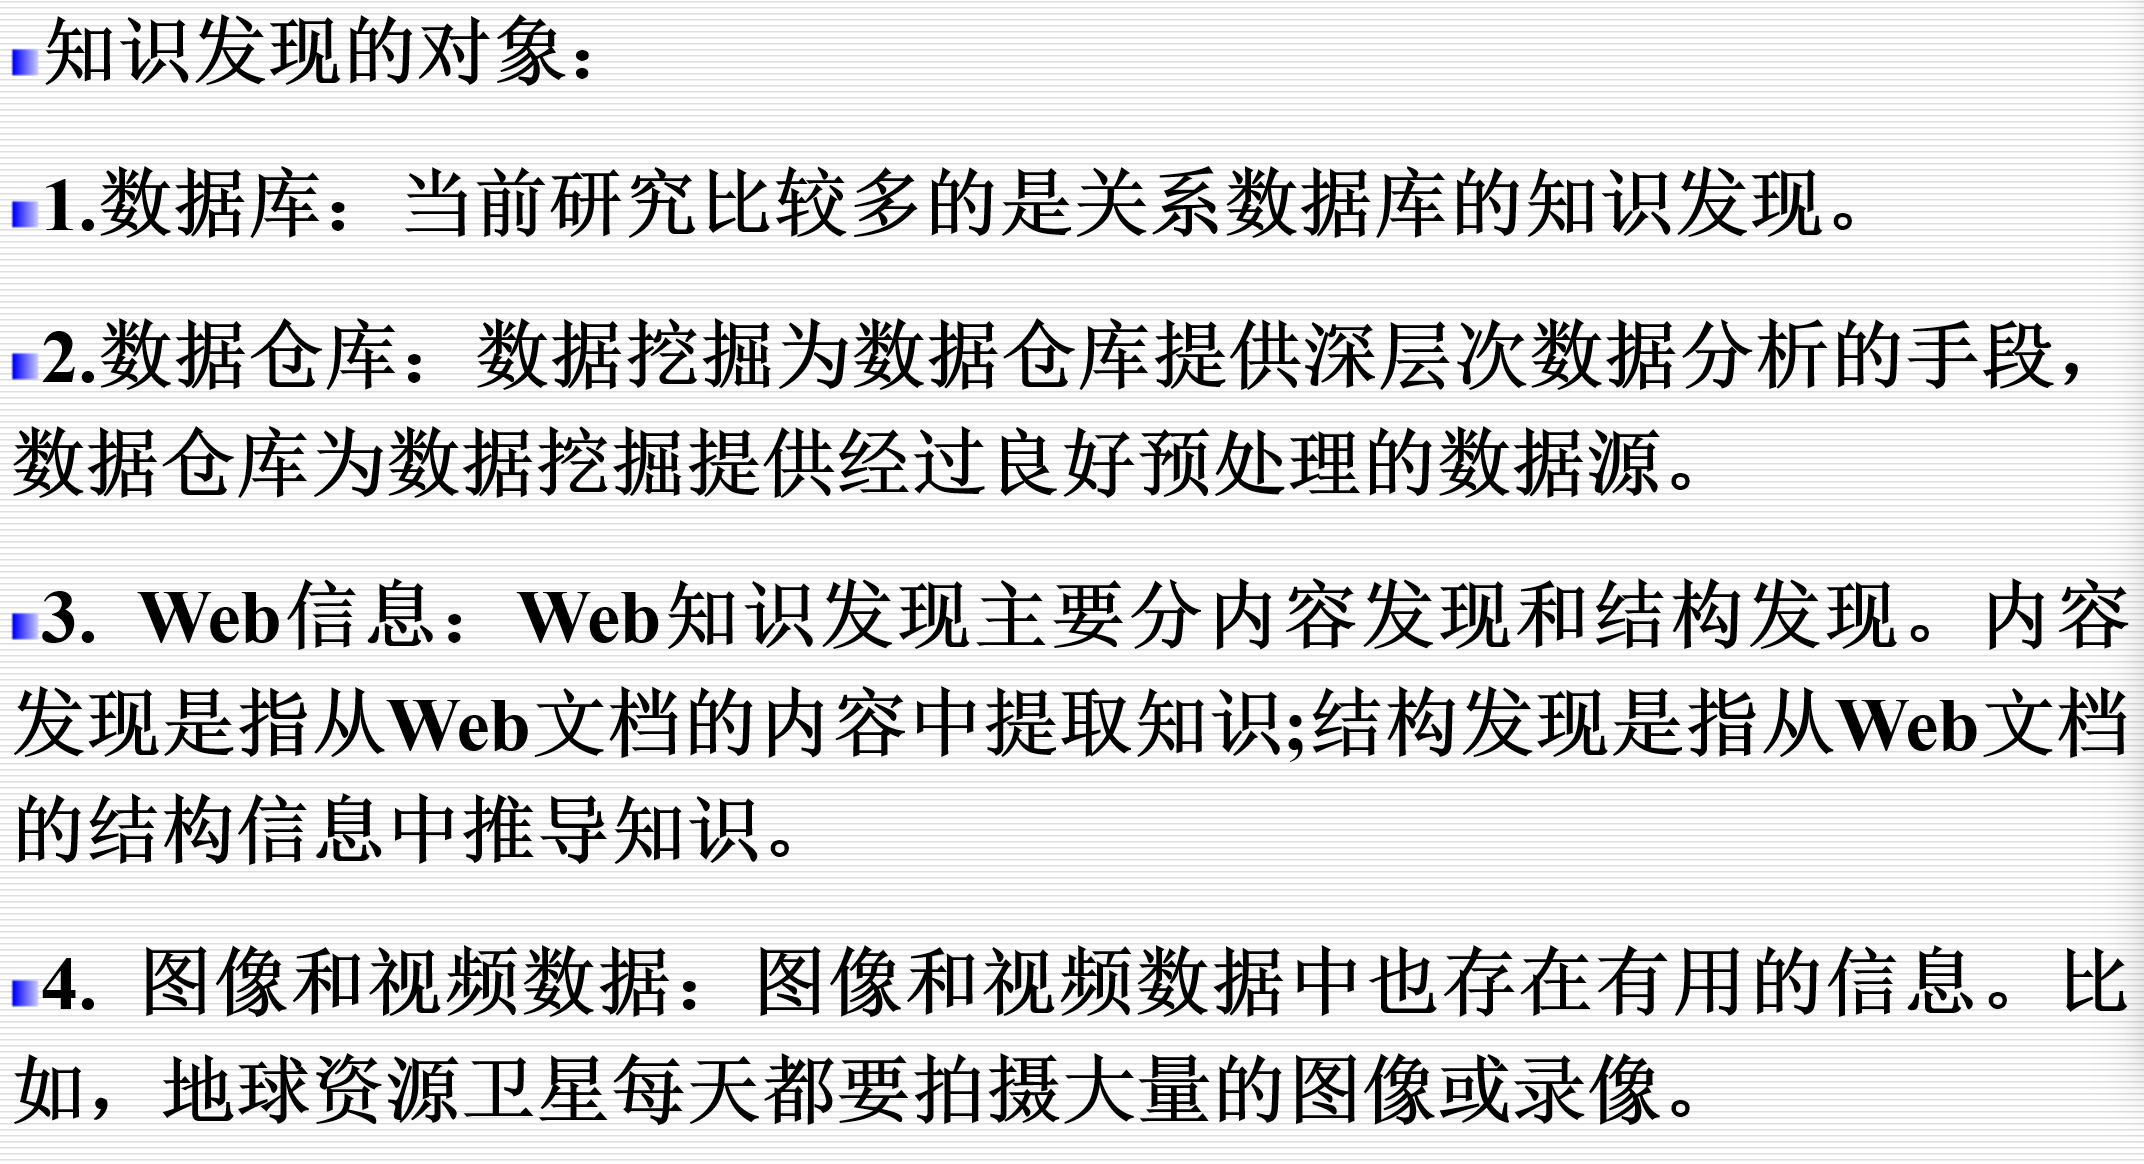 ▪知识发现的对象：
▪1.数据库：当前研究比较多的是关系数据库的知识发现。
▪2.数据仓库：数据挖掘为数据仓库提供深层次数据分析的手段，
数据仓库为数据挖掘提供经过良好预处理的数据源。
▪3. Web信息：Web知识发现主要分内容发现和结构发现。内容
发现是指从Web文档的内容中提取知识;结构发现是指从Web文档
的结构信息中推导知识。
▪4. 图像和视频数据：图像和视频数据中也存在有用的信息。比
如，地球资源卫星每天都要拍摄大量的图像或录像。